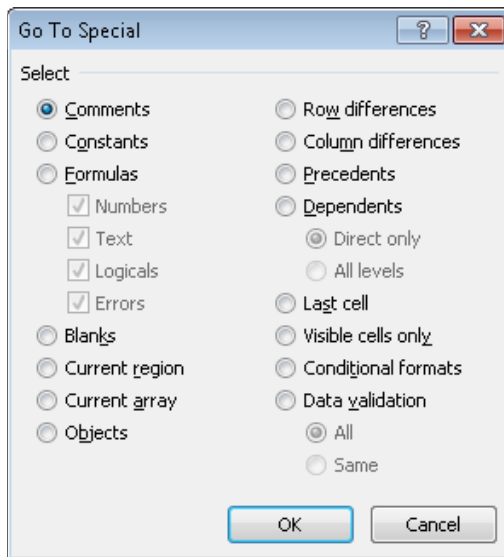 Go To Special
Select
Comments
Constants
Formulas
Numbers
Text
Logicals
Errors
Blanks
Current region
Current array
Objects
Row differences
Column differences
Precedents
Dependents
Direct only
All levels
Last cell
Visible cells only
Conditional formats
Data validation
All
Same
OK
Cancel